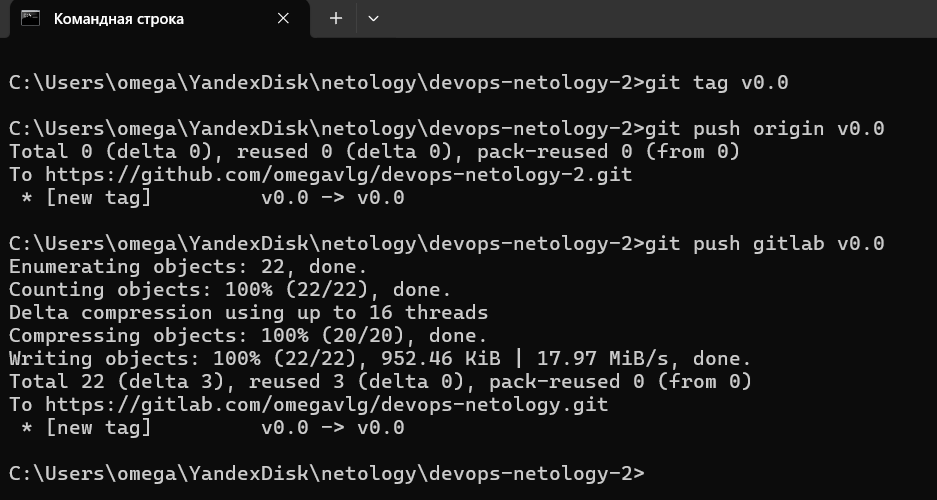 Командная строка
C:\Users\omega\YandexDisk\netology\devops-netology-2>git tag v0.0
C:\Users\omega\YandexDisk\netology\devops-netology-2>git push origin v0.0
Total 0 (delta 0), reused 0 (delta 0), pack-reused 0 (from 0)
To https://github.com/omegavlg/devops-netology-2.git
 * [new tag]         v0.0 -> v0.0
C:\Users\omega\YandexDisk\netology\devops-netology-2>git push gitlab v0.0
Enumerating objects: 22, done.
Counting objects: 100% (22/22), done.
Delta compression using up to 16 threads
Compressing objects: 100% (20/20), done.
Writing objects: 100% (22/22), 952.46 KiB | 17.97 MiB/s, done.
Total 22 (delta 3), reused 3 (delta 0), pack-reused 0 (from 0)
To https://gitlab.com/omegavlg/devops-netology.git
 * [new tag]         v0.0 -> v0.0
C:\Users\omega\YandexDisk\netology\devops-netology-2>